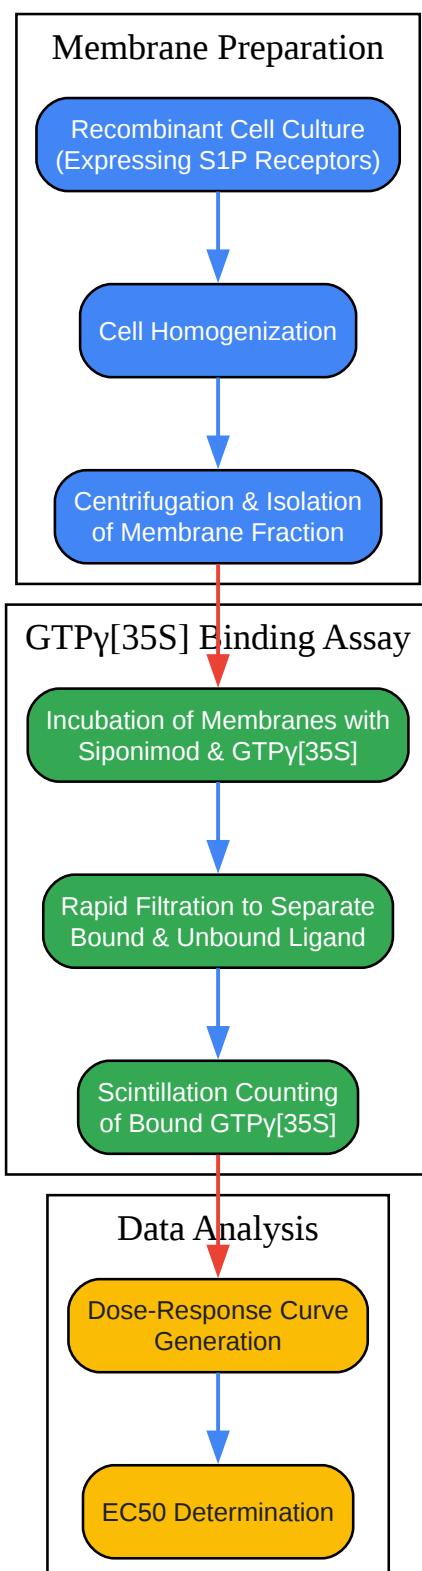 Membrane Preparation
Recombinant Cell Culture
(Expressing S1P Receptors)
Cell Homogenization
Centrifugation & Isolation
of Membrane Fraction
GTPγ[35S] Binding Assay
Incubation of Membranes with
Siponimod & GTPγ[35S]
Rapid Filtration to Separate
Bound & Unbound Ligand
Scintillation Counting
of Bound GTPγ[35S]
Data Analysis
Dose-Response Curve
Generation
EC50 Determination